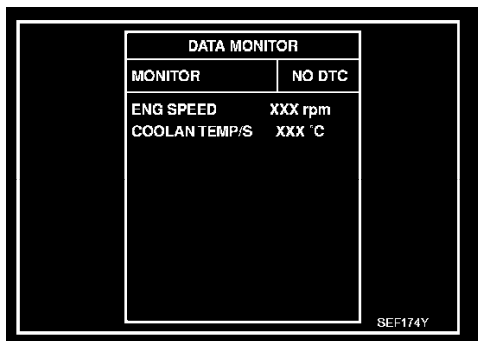 DATA MONITOR
MONITOR NO DTC
ENG SPEED XXX rpm
COOLAN TEMP/S XXX °C
SEF174Y